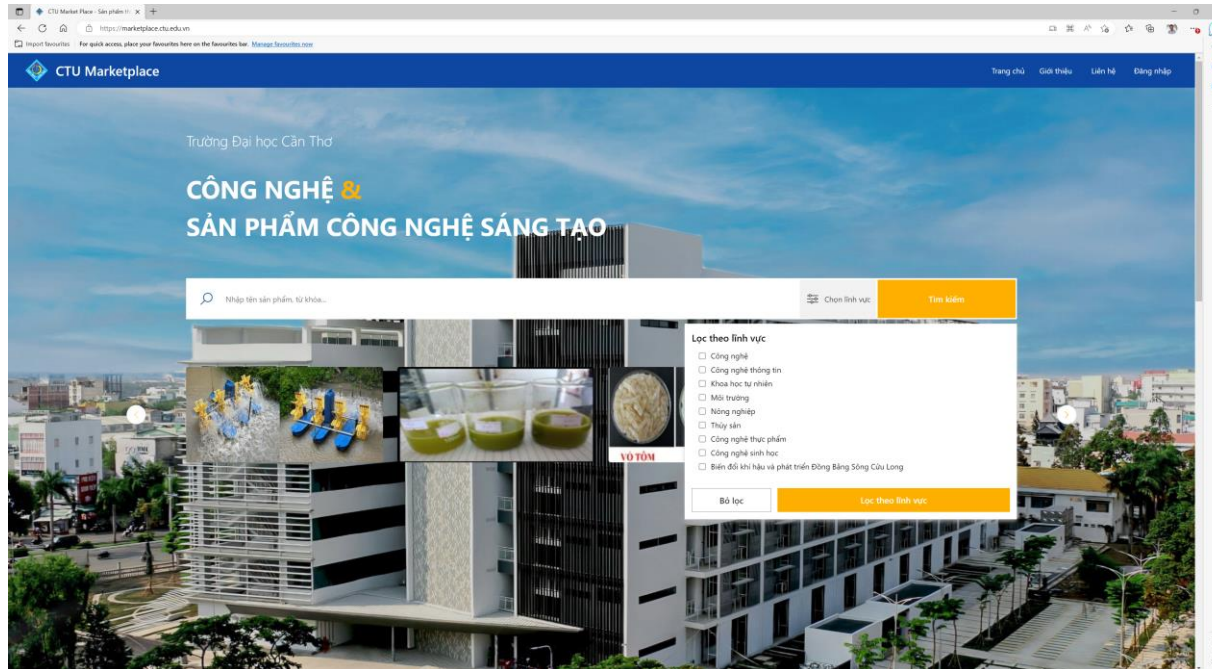 CTU Market Place - Sản phẩm th
https://marketplace.ctu.edu.vn
Import favourites For quick access, place your favourites here on the favourites bar. Manage favourites now
CTU Marketplace
Trang chủ Giới thiệu Liên hệ Đăng nhập
Trường Đại học Cần Thơ
CÔNG NGHỆ &
SẢN PHẨM CÔNG NGHỆ SÁNG TẠO
Nhập tên sản phẩm, từ khóa... Chọn lĩnh vực Tìm kiếm
Lọc theo lĩnh vực
Công nghệ
Công nghệ thông tin
Khoa học tự nhiên
Môi trường
Nông nghiệp
Thủy sản
Công nghệ thực phẩm
Công nghệ sinh học
Biến đổi khí hậu và phát triển Đồng Bằng Sông Cửu Long
VỎ TÔM
Bỏ lọc Lọc theo lĩnh vực